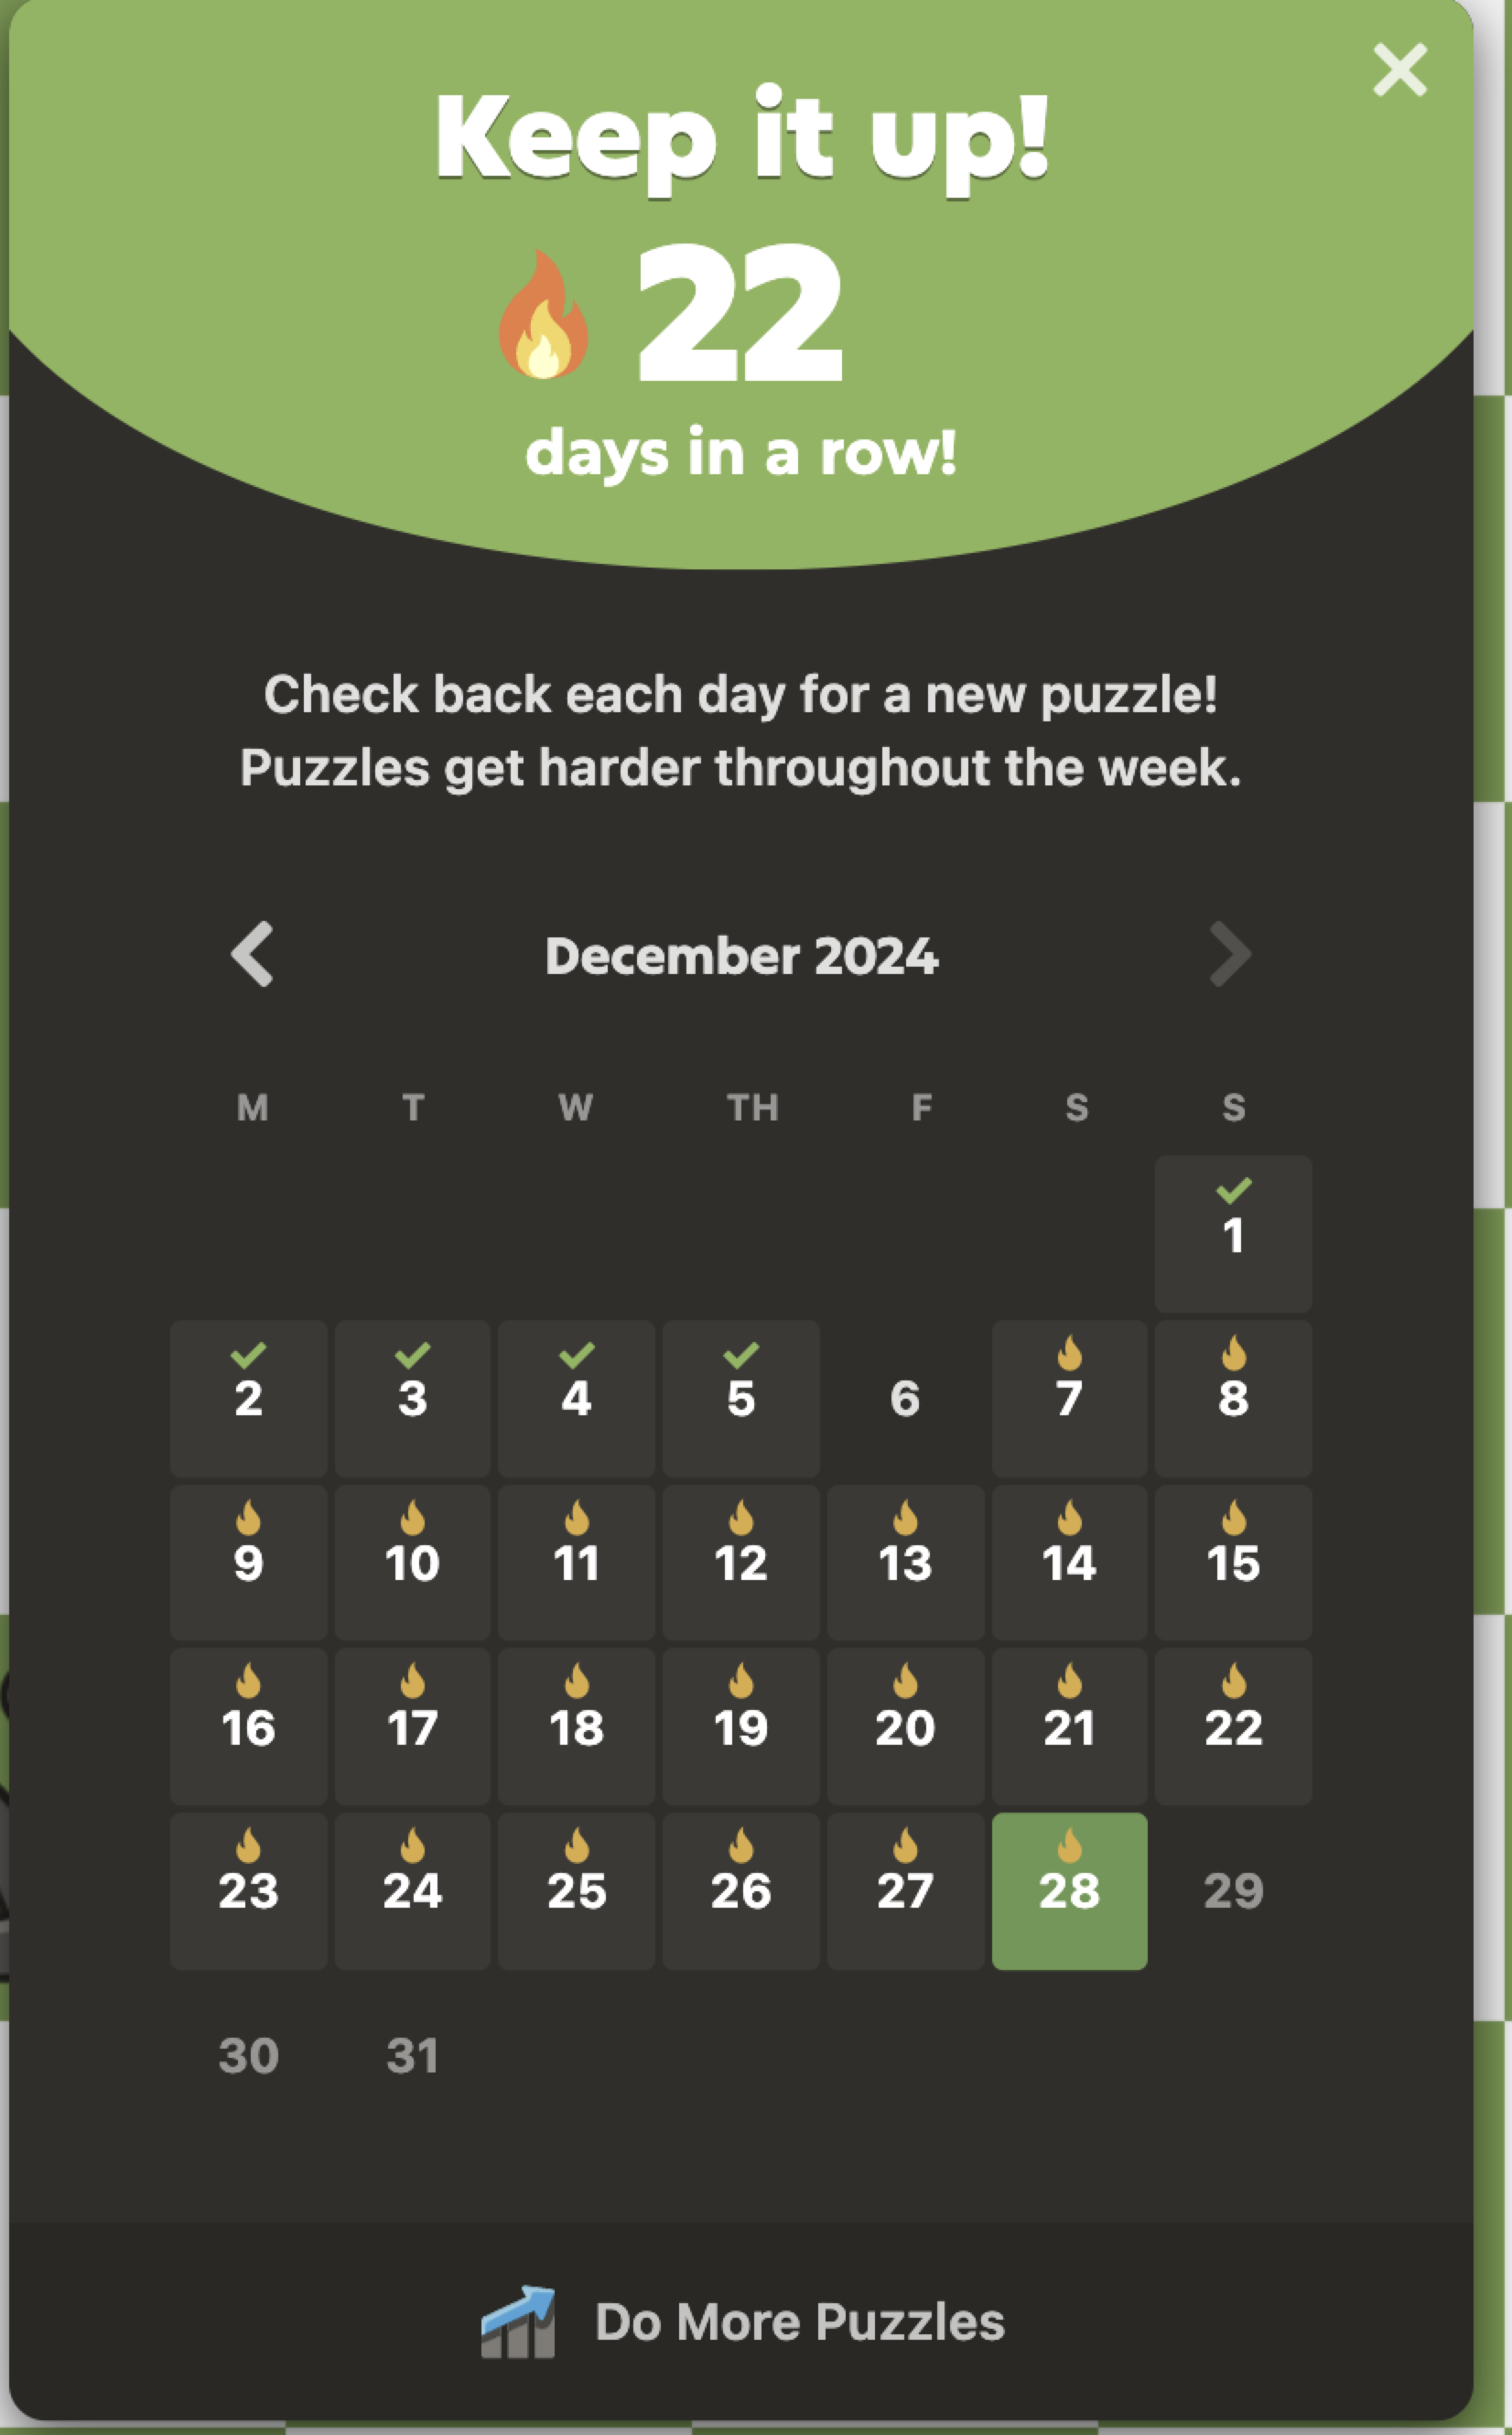 Keep it up!
22
days in a row!
Check back each day for a new puzzle!
Puzzles get harder throughout the week.
December 2024
M T W TH F S S
1
2 3 4 5 6 7 8
9 10 11 12 13 14 15
16 17 18 19 20 21 22
23 24 25 26 27 28 29
30 31
Do More Puzzles